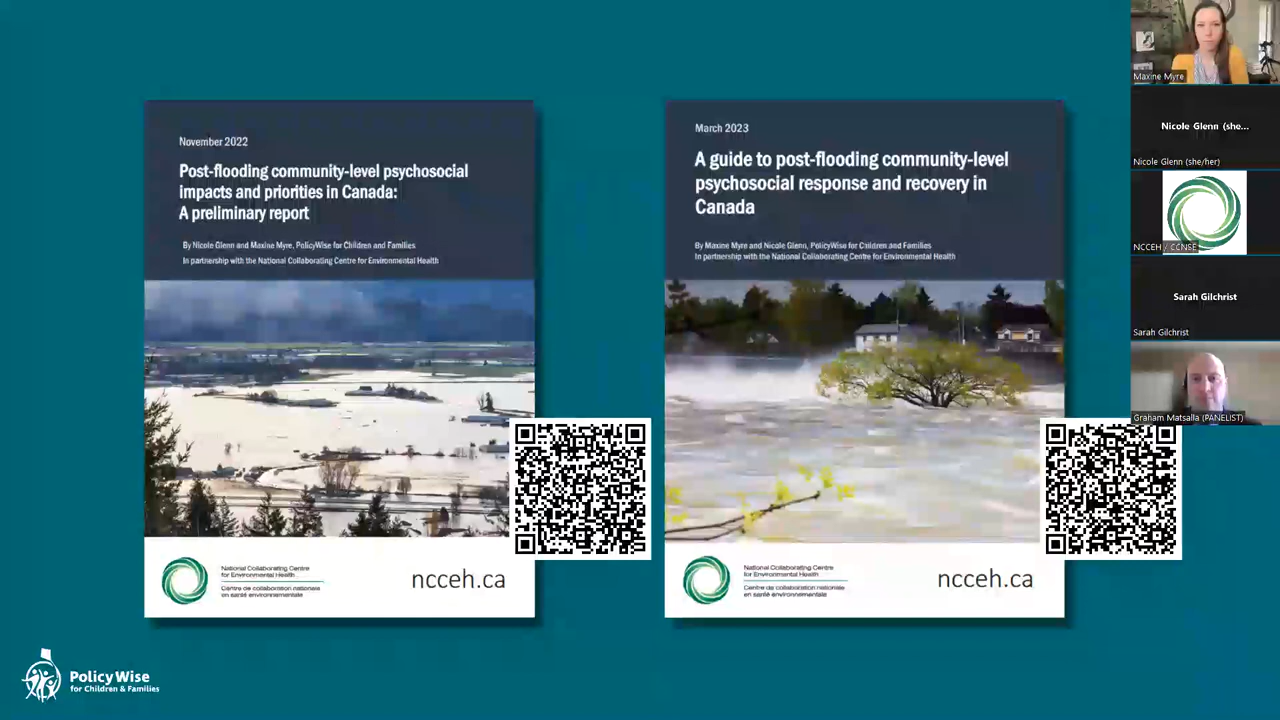 November 2022
Post-flooding community-level psychosocial
impacts and priorities in Canada:
A preliminary report
By Nicole Glenn and Maxine Myre, PolicyWise for Children and Families
In partnership with the National Collaborating Centre for Environmental Health
National Collaborating Centre
for Environmental Health
Centre de collaboration nationale
en santé environnementale
ncceh.ca
March 2023
A guide to post-flooding community-level
psychosocial response and recovery in
Canada
By Maxine Myre and Nicole Glenn, PolicyWise for Children and Families
In partnership with the National Collaborating Centre for Environmental Health
National Collaborating Centre
for Environmental Health
Centre de collaboration nationale
en santé environnementale
ncceh.ca
PolicyWise
for Children & Families
Maxine Myre
Nicole Glenn (she...
Nicole Glenn (she/her)
NCCEH / CCNSE
Sarah Gilchrist
Sarah Gilchrist
Graham Matsalla (PANELIST)